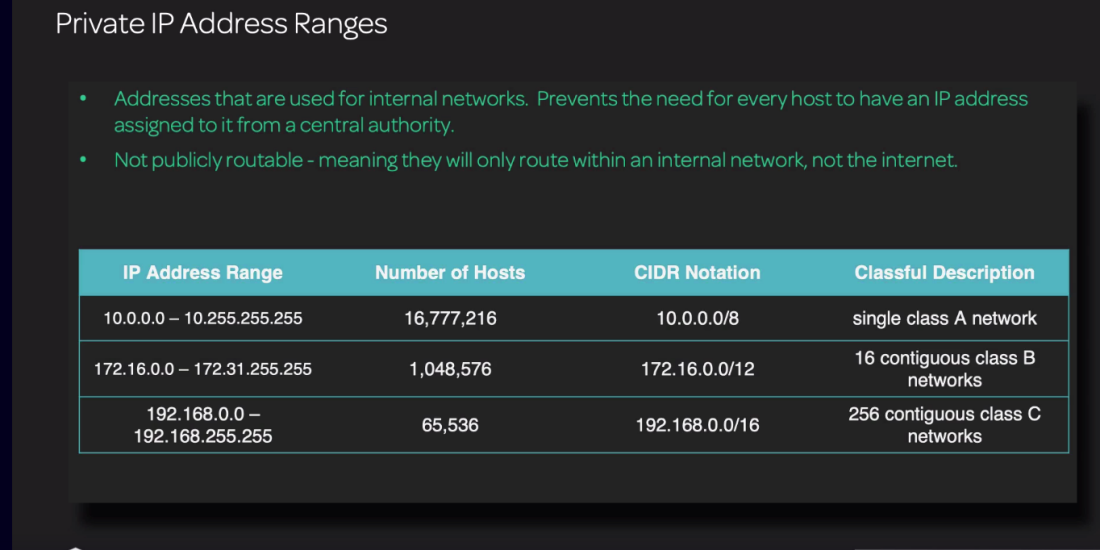 Private IP Address Ranges
• Addresses that are used for internal networks. Prevents the need for every host to have an IP address
assigned to it from a central authority.
• Not publicly routable - meaning they will only route within an internal network, not the internet.
IP Address Range Number of Hosts CIDR Notation Classful Description
10.0.0.0 – 10.255.255.255 16,777,216 10.0.0.0/8 single class A network
172.16.0.0 – 172.31.255.255 1,048,576 172.16.0.0/12 16 contiguous class B
networks
192.168.0.0 –
192.168.255.255 65,536 192.168.0.0/16 256 contiguous class C
networks